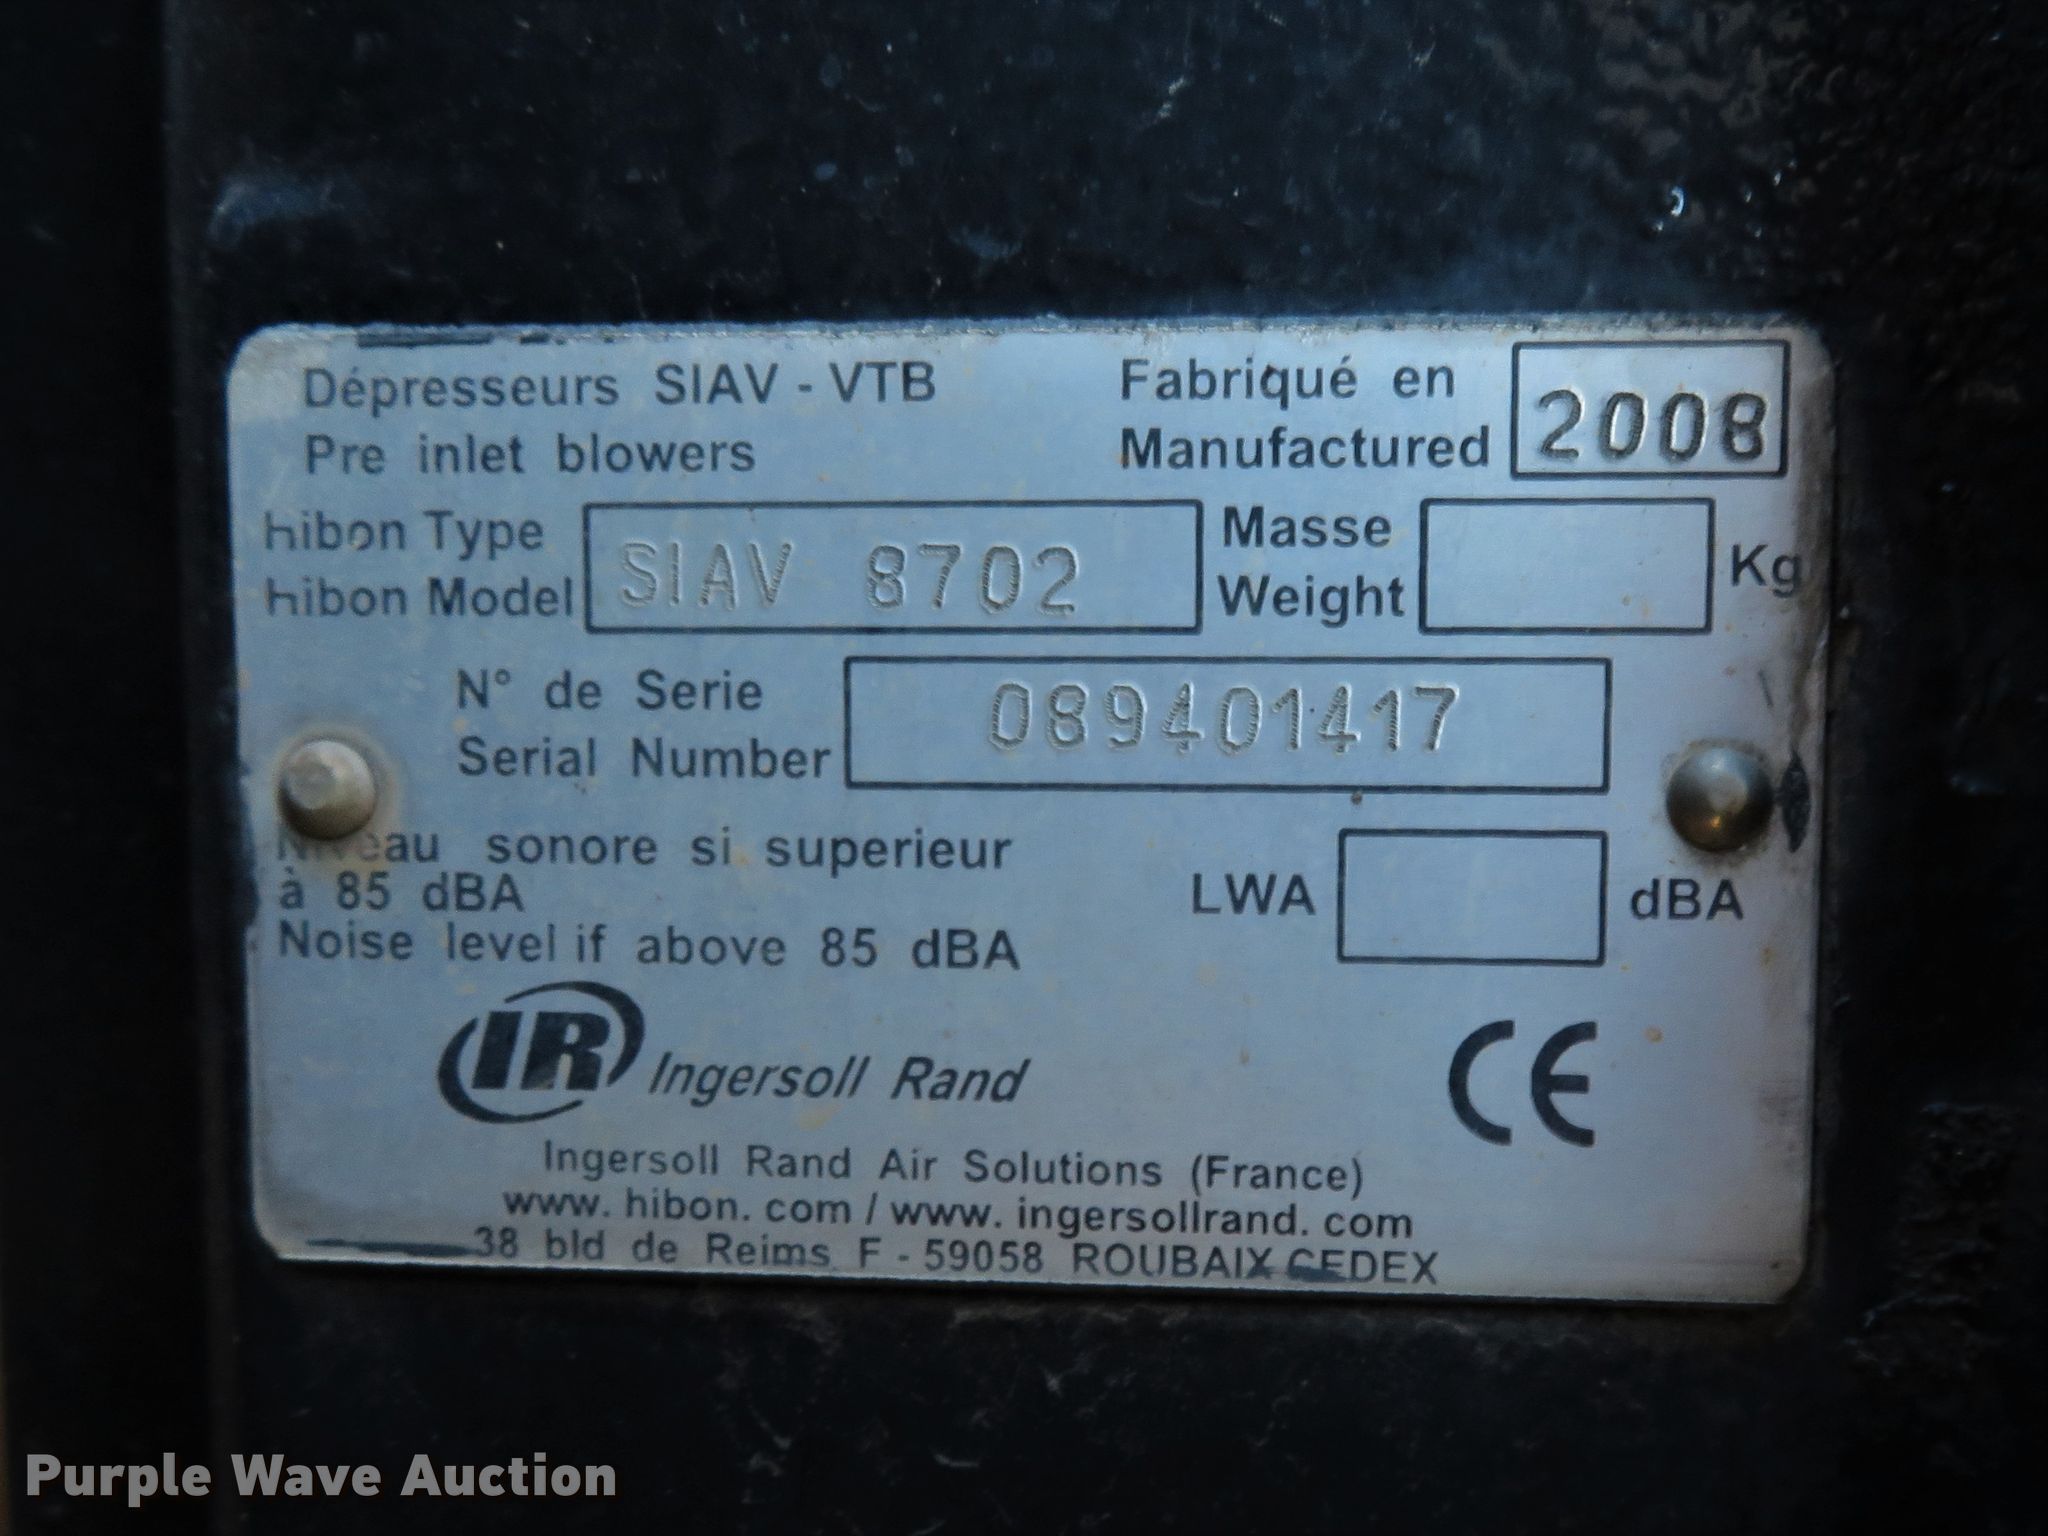 Dépresseurs SIAV - VTB
Pre inlet blowers
Fabriqué en
Manufactured
2008
hibon Type
hibon Model
SIAV 8702
Masse
Weight
Kg
N° de Serie
Serial Number
089401417
Niveau sonore si superieur
à 85 dBA
Noise level if above 85 dBA
LWA
dBA
IR Ingersoll Rand
CE
Ingersoll Rand Air Solutions (France)
www. hibon. com / www. ingersollrand. com
38 bld de Reims F - 59058 ROUBAIX CEDEX
Purple Wave Auction